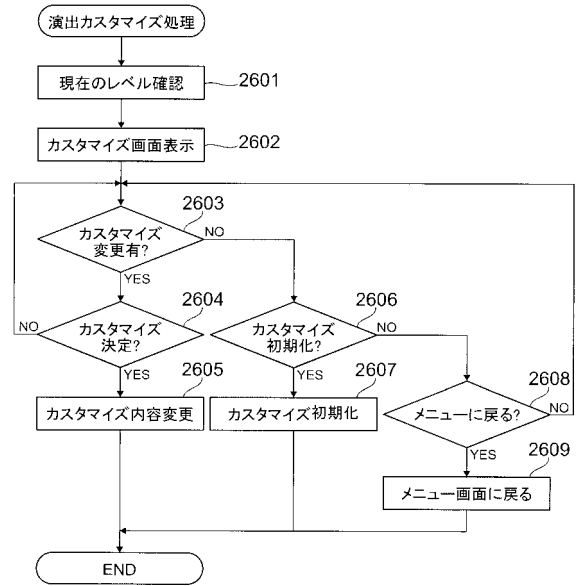 演出カスタマイズ処理
現在のレベル確認
2601
カスタマイズ画面表示
2602
2603
カスタマイズ
変更有?
NO
YES
2604
カスタマイズ
決定?
NO
YES
2605
カスタマイズ内容変更
2606
カスタマイズ
初期化?
NO
YES
2607
カスタマイズ初期化
2608
メニューに戻る?
NO
YES
2609
メニュー画面に戻る
END